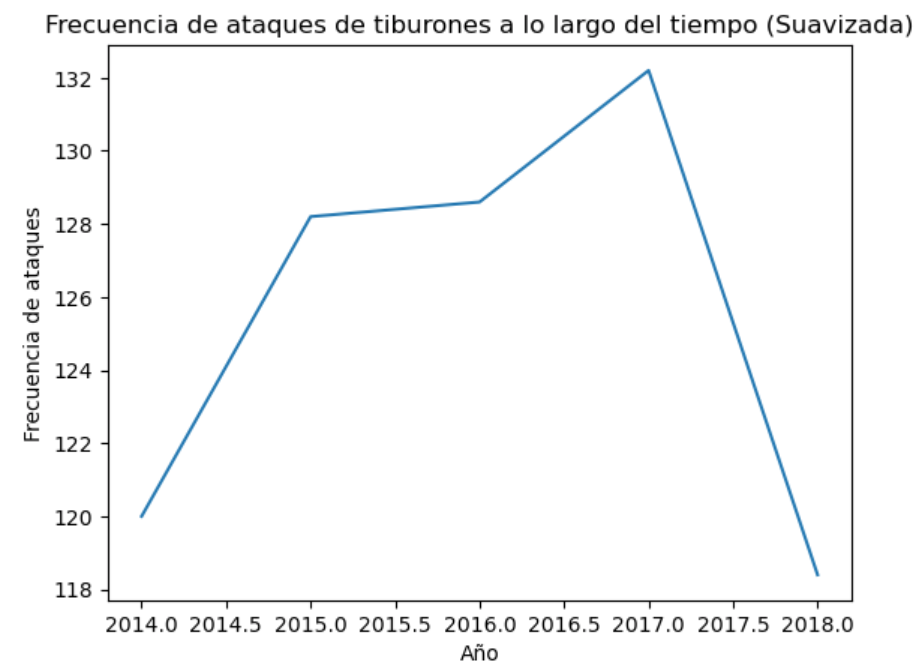 Frecuencia de ataques de tiburones a lo largo del tiempo (Suavizada)
132
130
128
126
124
122
120
118
Frecuencia de ataques
2014.0 2014.5 2015.0 2015.5 2016.0 2016.5 2017.0 2017.5 2018.0
Año